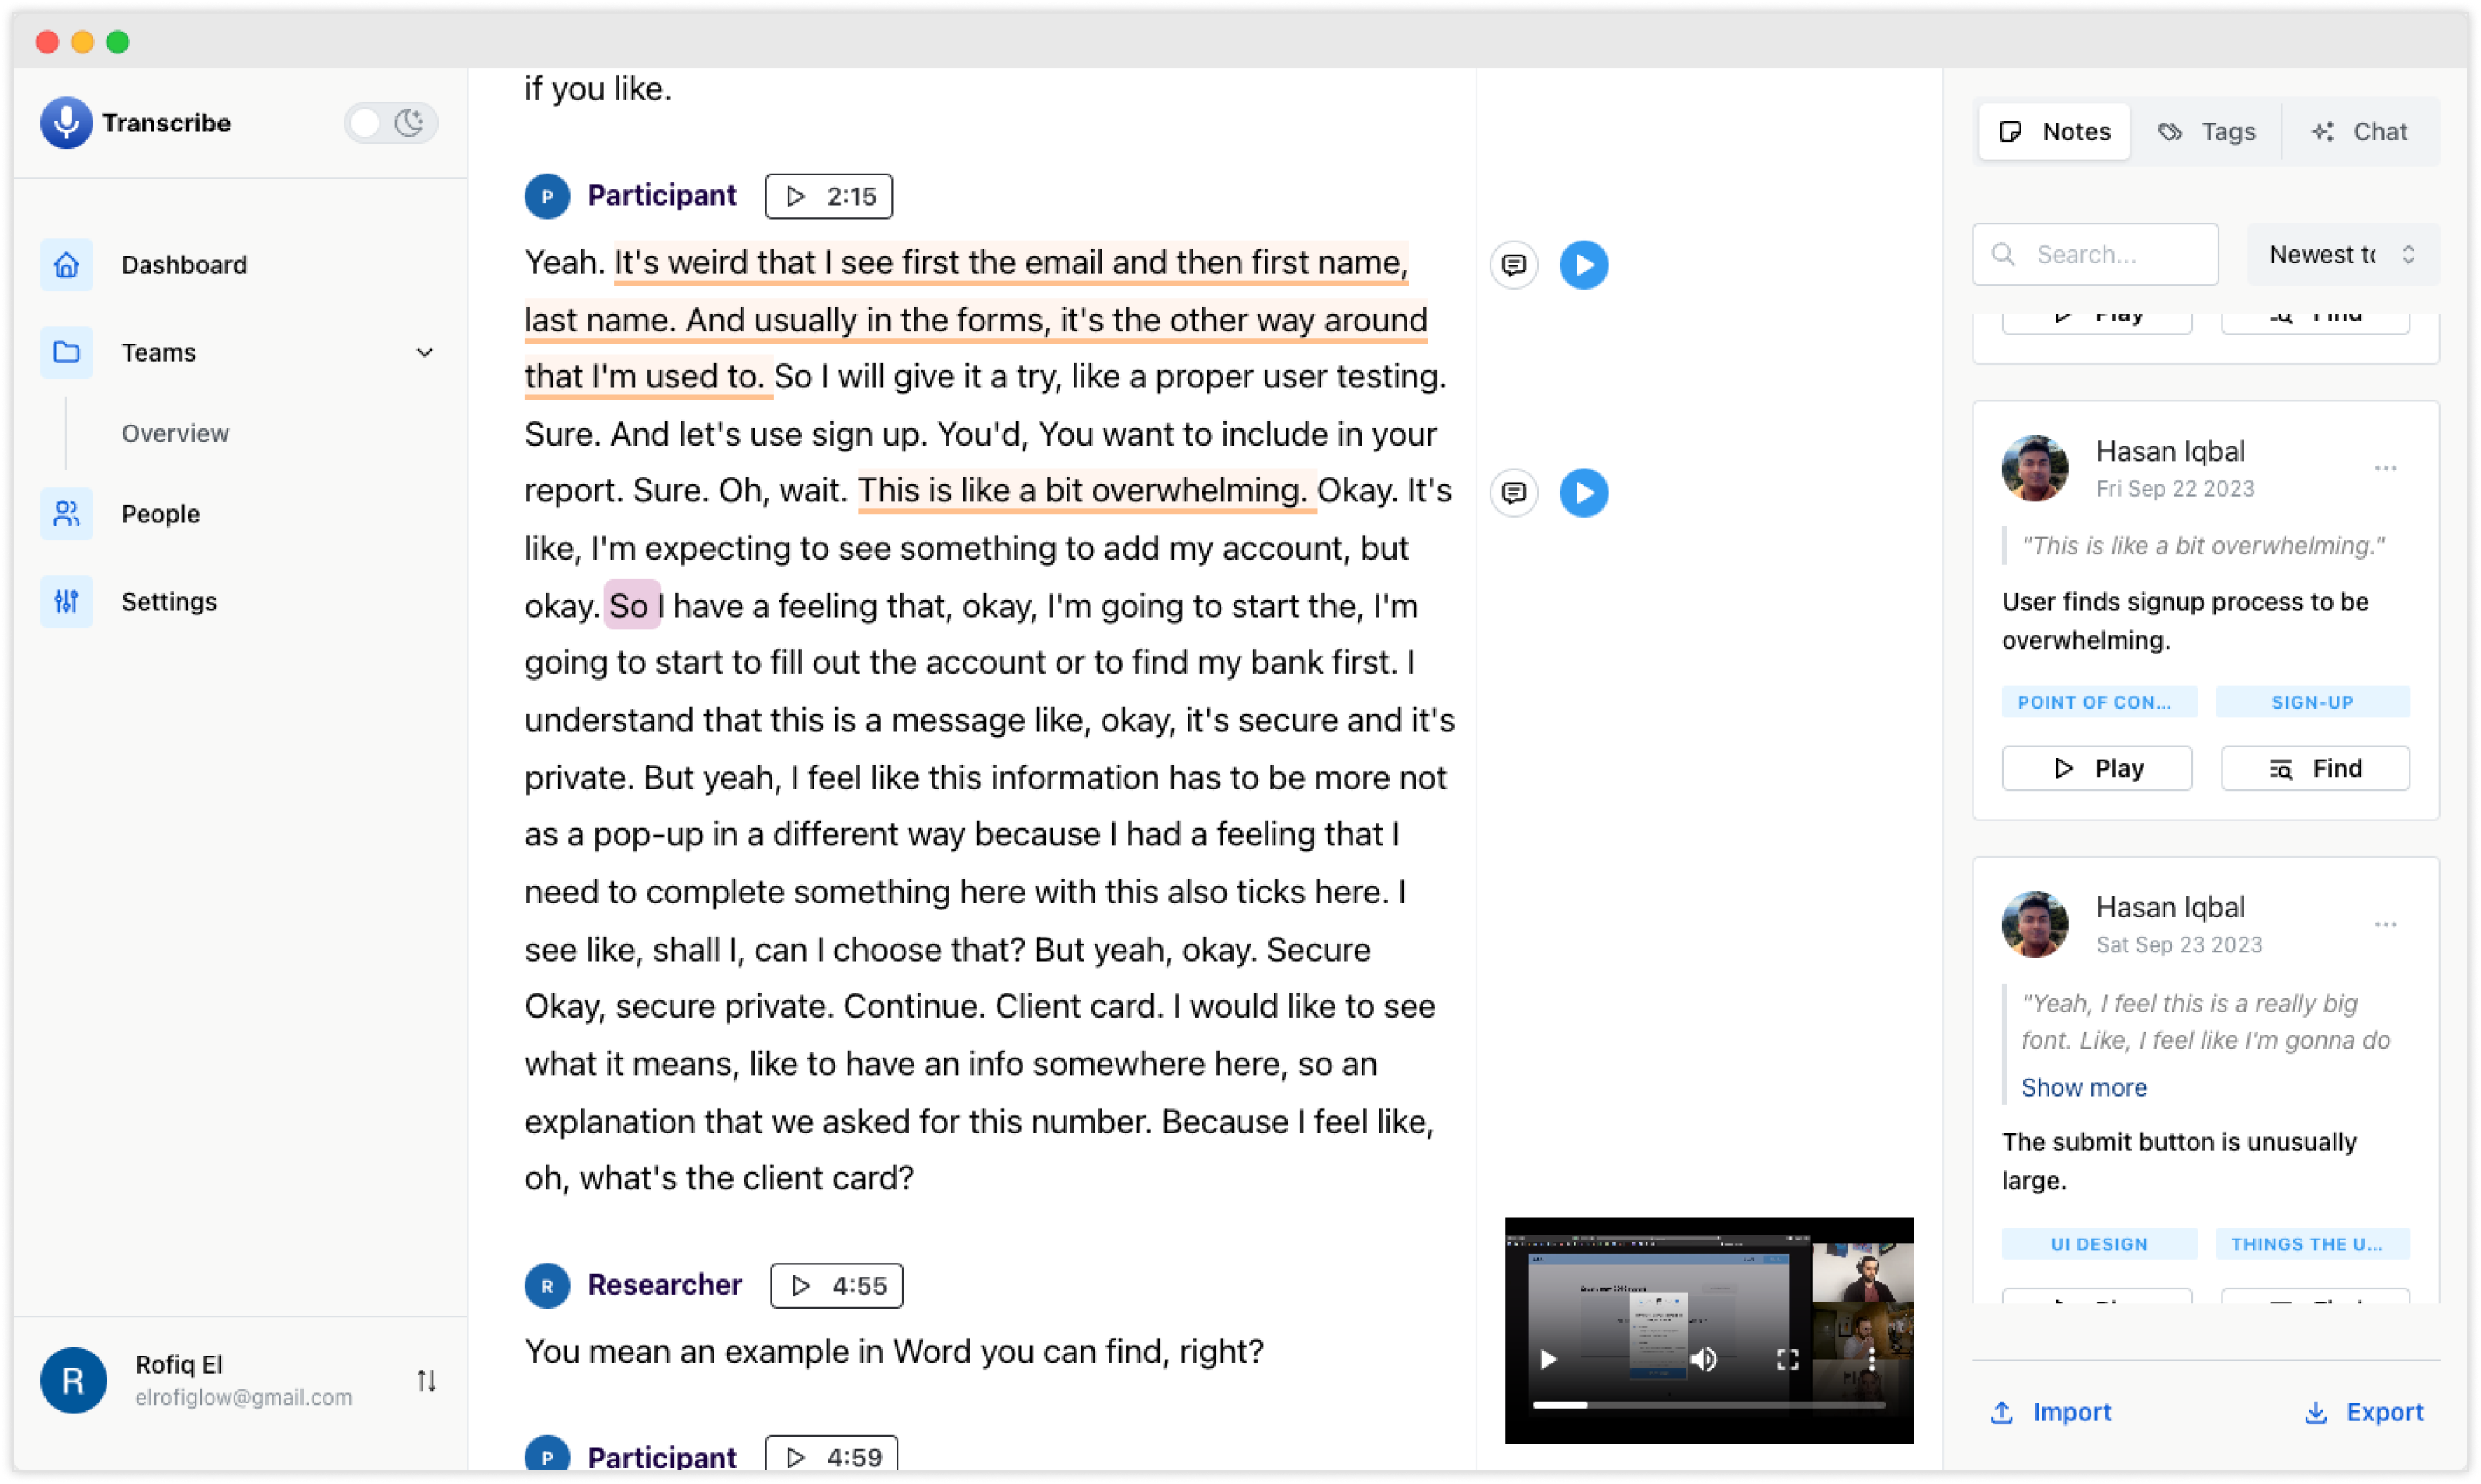 Transcribe
Dashboard
Teams
Overview
People
Settings
R
Rofiq El
elrofiglow@gmail.com
if you like.
P Participant 2:15
Yeah. It's weird that I see first the email and then first name,
last name. And usually in the forms, it's the other way around
that I'm used to. So I will give it a try, like a proper user testing.
Sure. And let's use sign up. You'd, You want to include in your
report. Sure. Oh, wait. This is like a bit overwhelming. Okay. It's
like, I'm expecting to see something to add my account, but
okay. So I have a feeling that, okay, I'm going to start the, I'm
going to start to fill out the account or to find my bank first. I
understand that this is a message like, okay, it's secure and it's
private. But yeah, I feel like this information has to be more not
as a pop-up in a different way because I had a feeling that I
need to complete something here with this also ticks here. I
see like, shall I, can I choose that? But yeah, okay. Secure
Okay, secure private. Continue. Client card. I would like to see
what it means, like to have an info somewhere here, so an
explanation that we asked for this number. Because I feel like,
oh, what's the client card?
R Researcher 4:55
You mean an example in Word you can find, right?
P Participant 4:59
Notes Tags Chat
Search... Newest to
Play Find
Hasan Iqbal
Fri Sep 22 2023
"This is like a bit overwhelming."
User finds signup process to be
overwhelming.
POINT OF CON... SIGN-UP
Play Find
Hasan Iqbal
Sat Sep 23 2023
"Yeah, I feel this is a really big
font. Like, I feel like I'm gonna do
Show more
The submit button is unusually
large.
UI DESIGN THINGS THE U...
Import Export